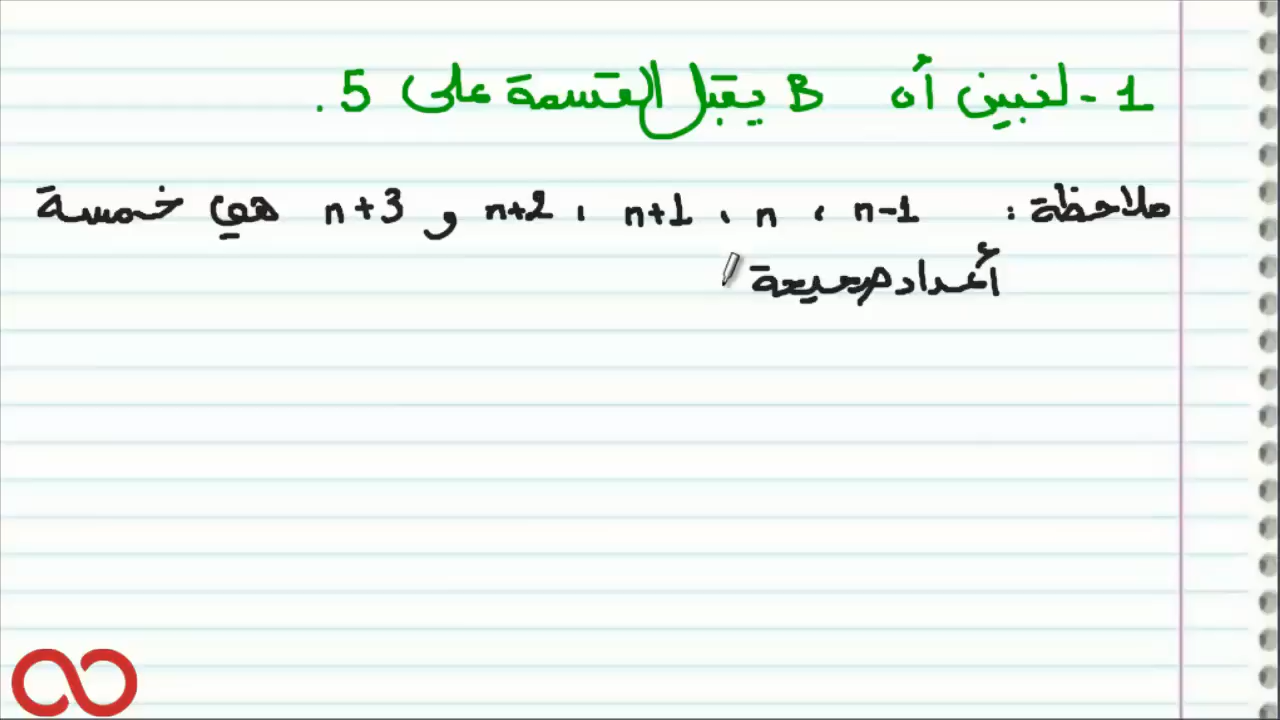 1- لنبين أن B يقبل القسمة على 5 .
ملاحظة : n-1 ، n ، n+1 ، n+2 و n+3 هي خمسة
أعداد صحيحة